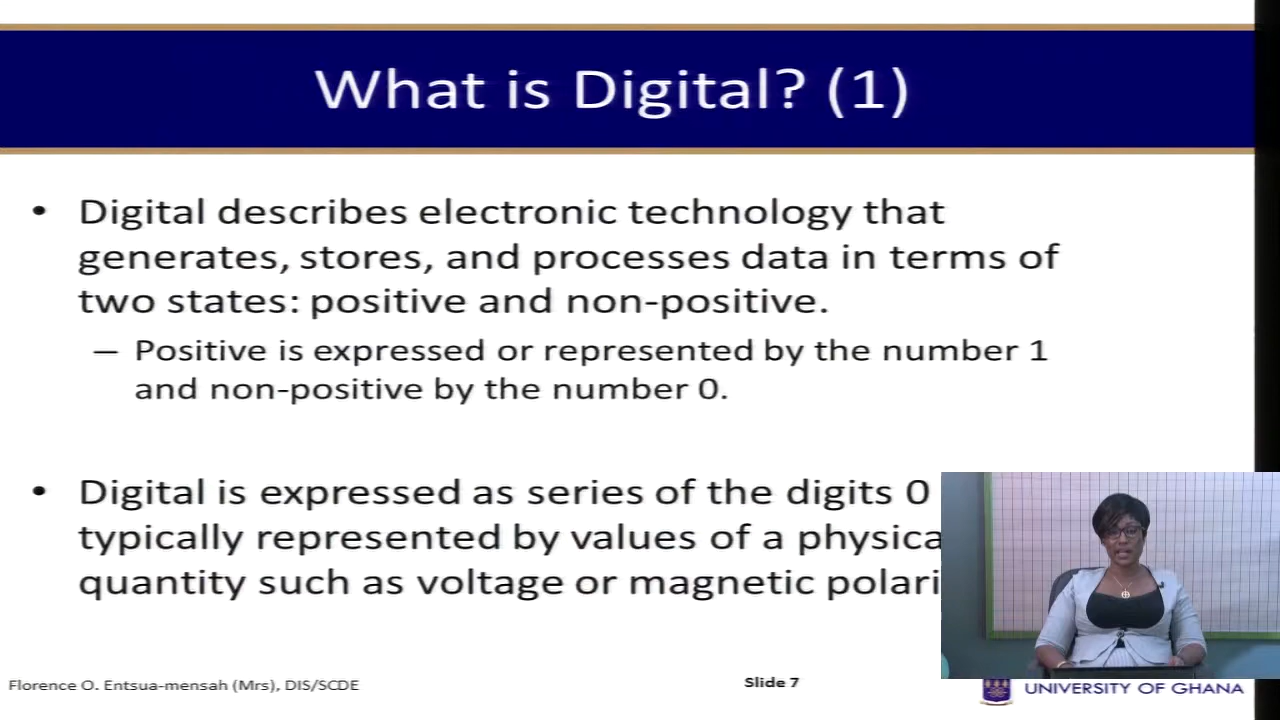 What is Digital? (1)
• Digital describes electronic technology that
generates, stores, and processes data in terms of
two states: positive and non-positive.
– Positive is expressed or represented by the number 1
and non-positive by the number 0.
• Digital is expressed as series of the digits 0
typically represented by values of a physica
quantity such as voltage or magnetic polari
Florence O. Entsua-mensah (Mrs), DIS/SCDE
Slide 7
UNIVERSITY OF GHANA